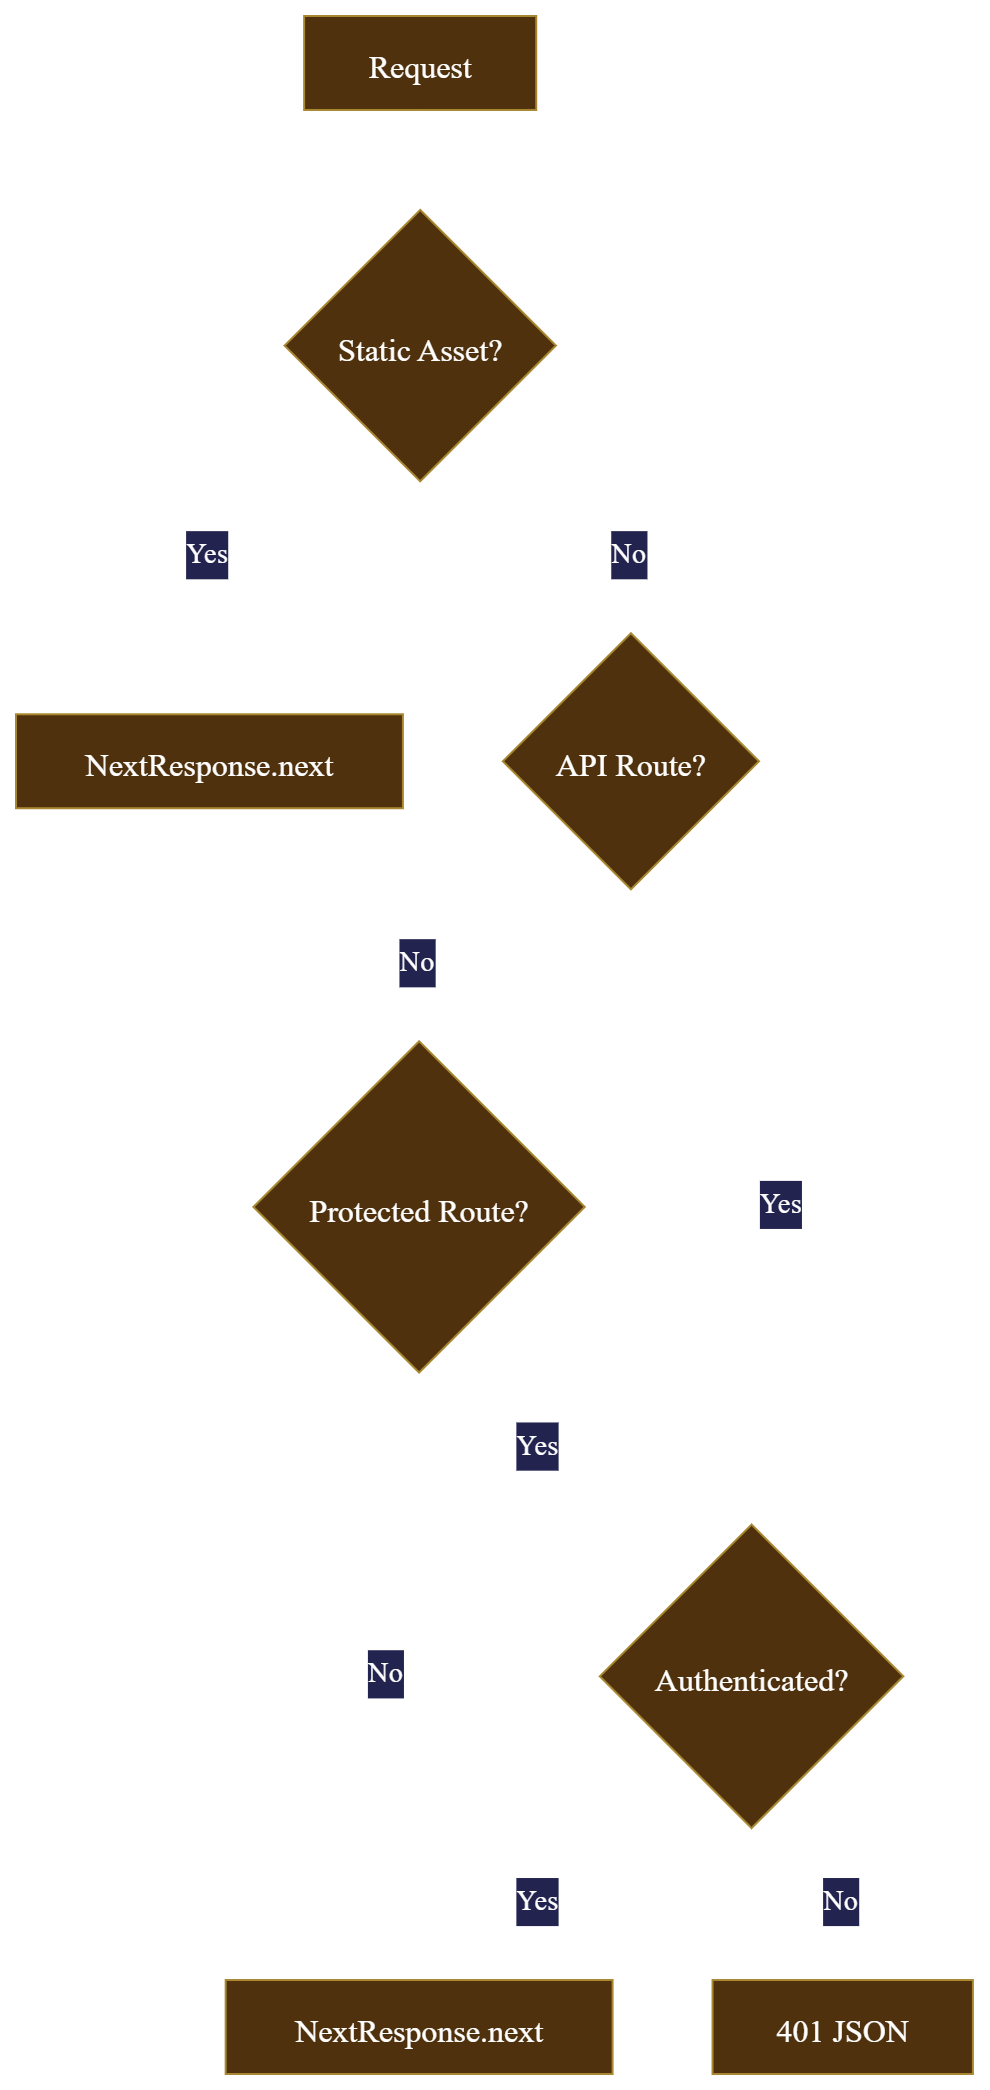 Request
Static Asset?
Yes
No
NextResponse.next
API Route?
No
Protected Route?
Yes
Yes
No
Authenticated?
Yes
No
NextResponse.next
401 JSON